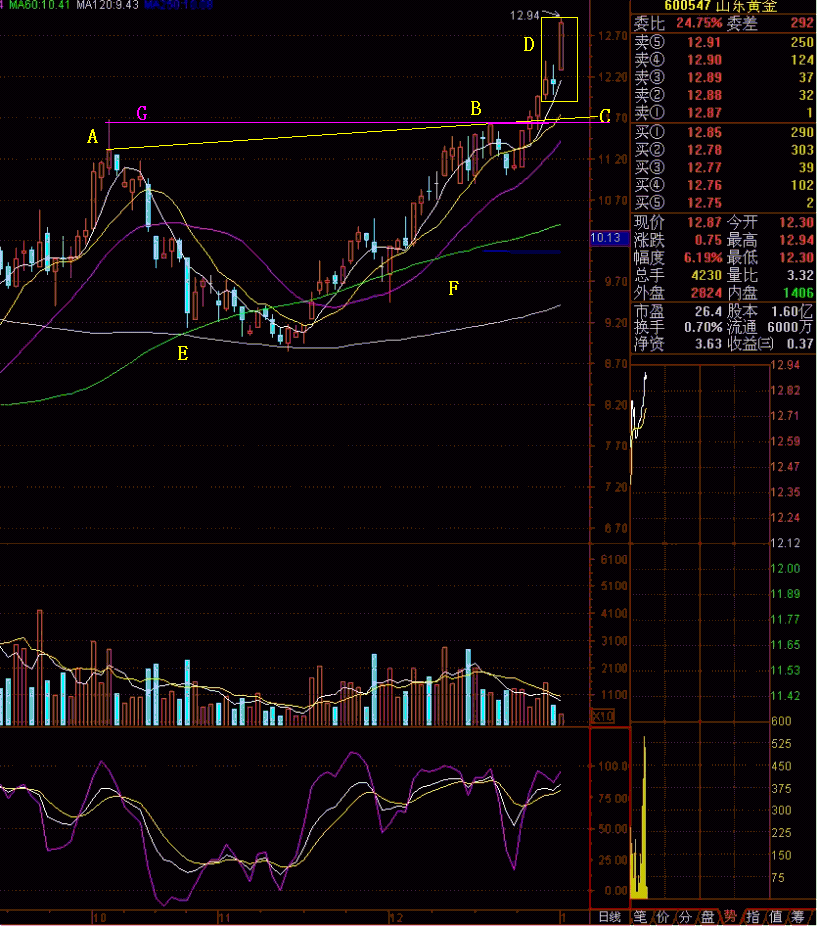 4 MA60:10.41 MA120:9.43 MA250:10.09
600547 山东黄金
委比 24.75% 委差 292
卖⑤ 12.91 250
卖④ 12.90 124
卖③ 12.89 37
卖② 12.88 32
卖① 12.87 1
买① 12.85 290
买② 12.78 303
买③ 12.77 39
买④ 12.76 102
买⑤ 12.75 2
现价 12.87 今开 12.30
涨跌 0.75 最高 12.94
幅度 6.19% 最低 12.30
总手 4230 量比 3.32
外盘 2824 内盘 1406
市盈 26.4 股本 1.60亿
换手 0.70% 流通 6000万
净资 3.63 收益㈢ 0.37
12.94
D
G
A
B
C
E
F
12.70
12.20
11.20
10.70
10.13
9.70
9.20
8.70
8.20
7.70
7.20
6.70
6100
5100
4100
3100
2100
1100
X10
100.0
75.00
50.00
25.00
0.00
12.94
12.82
12.71
12.59
12.47
12.35
12.24
12.12
12.00
11.89
11.77
11.65
11.53
11.42
600
525
450
375
300
225
150
75
10 11 12 1 日线 笔 价 分 盘 势 指 值 筹